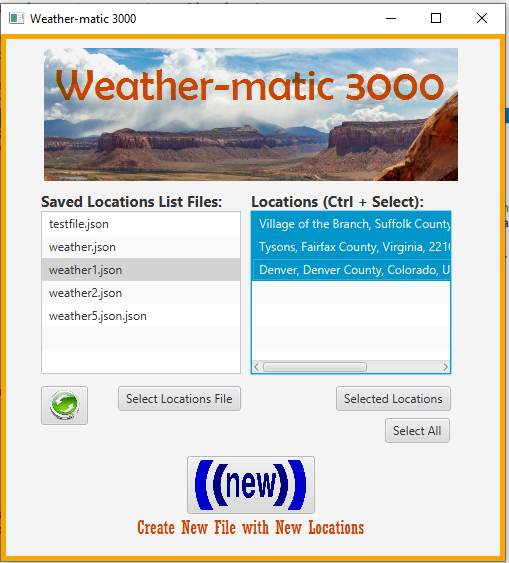 Weather-matic 3000
Weather-matic 3000
Saved Locations List Files:
Locations (Ctrl + Select):
testfile.json
weather.json
weather1.json
weather2.json
weather5.json.json
Village of the Branch, Suffolk County
Tysons, Fairfax County, Virginia, 2210
Denver, Denver County, Colorado, U
Select Locations File
Selected Locations
Select All
((new))
Create New File with New Locations